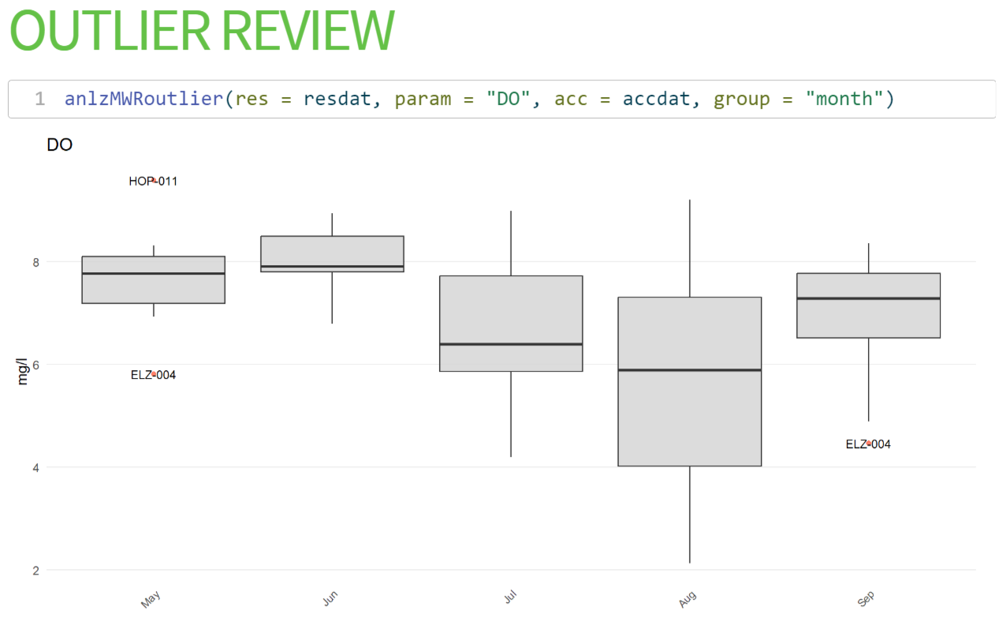 OUTLIER REVIEW
1 anlzMWRoutlier(res = resdat, param = "DO", acc = accdat, group = "month")
DO
HOP-011
8
mg/l
6
ELZ-004
ELZ-004
4
2
May Jun Jul Aug Sep